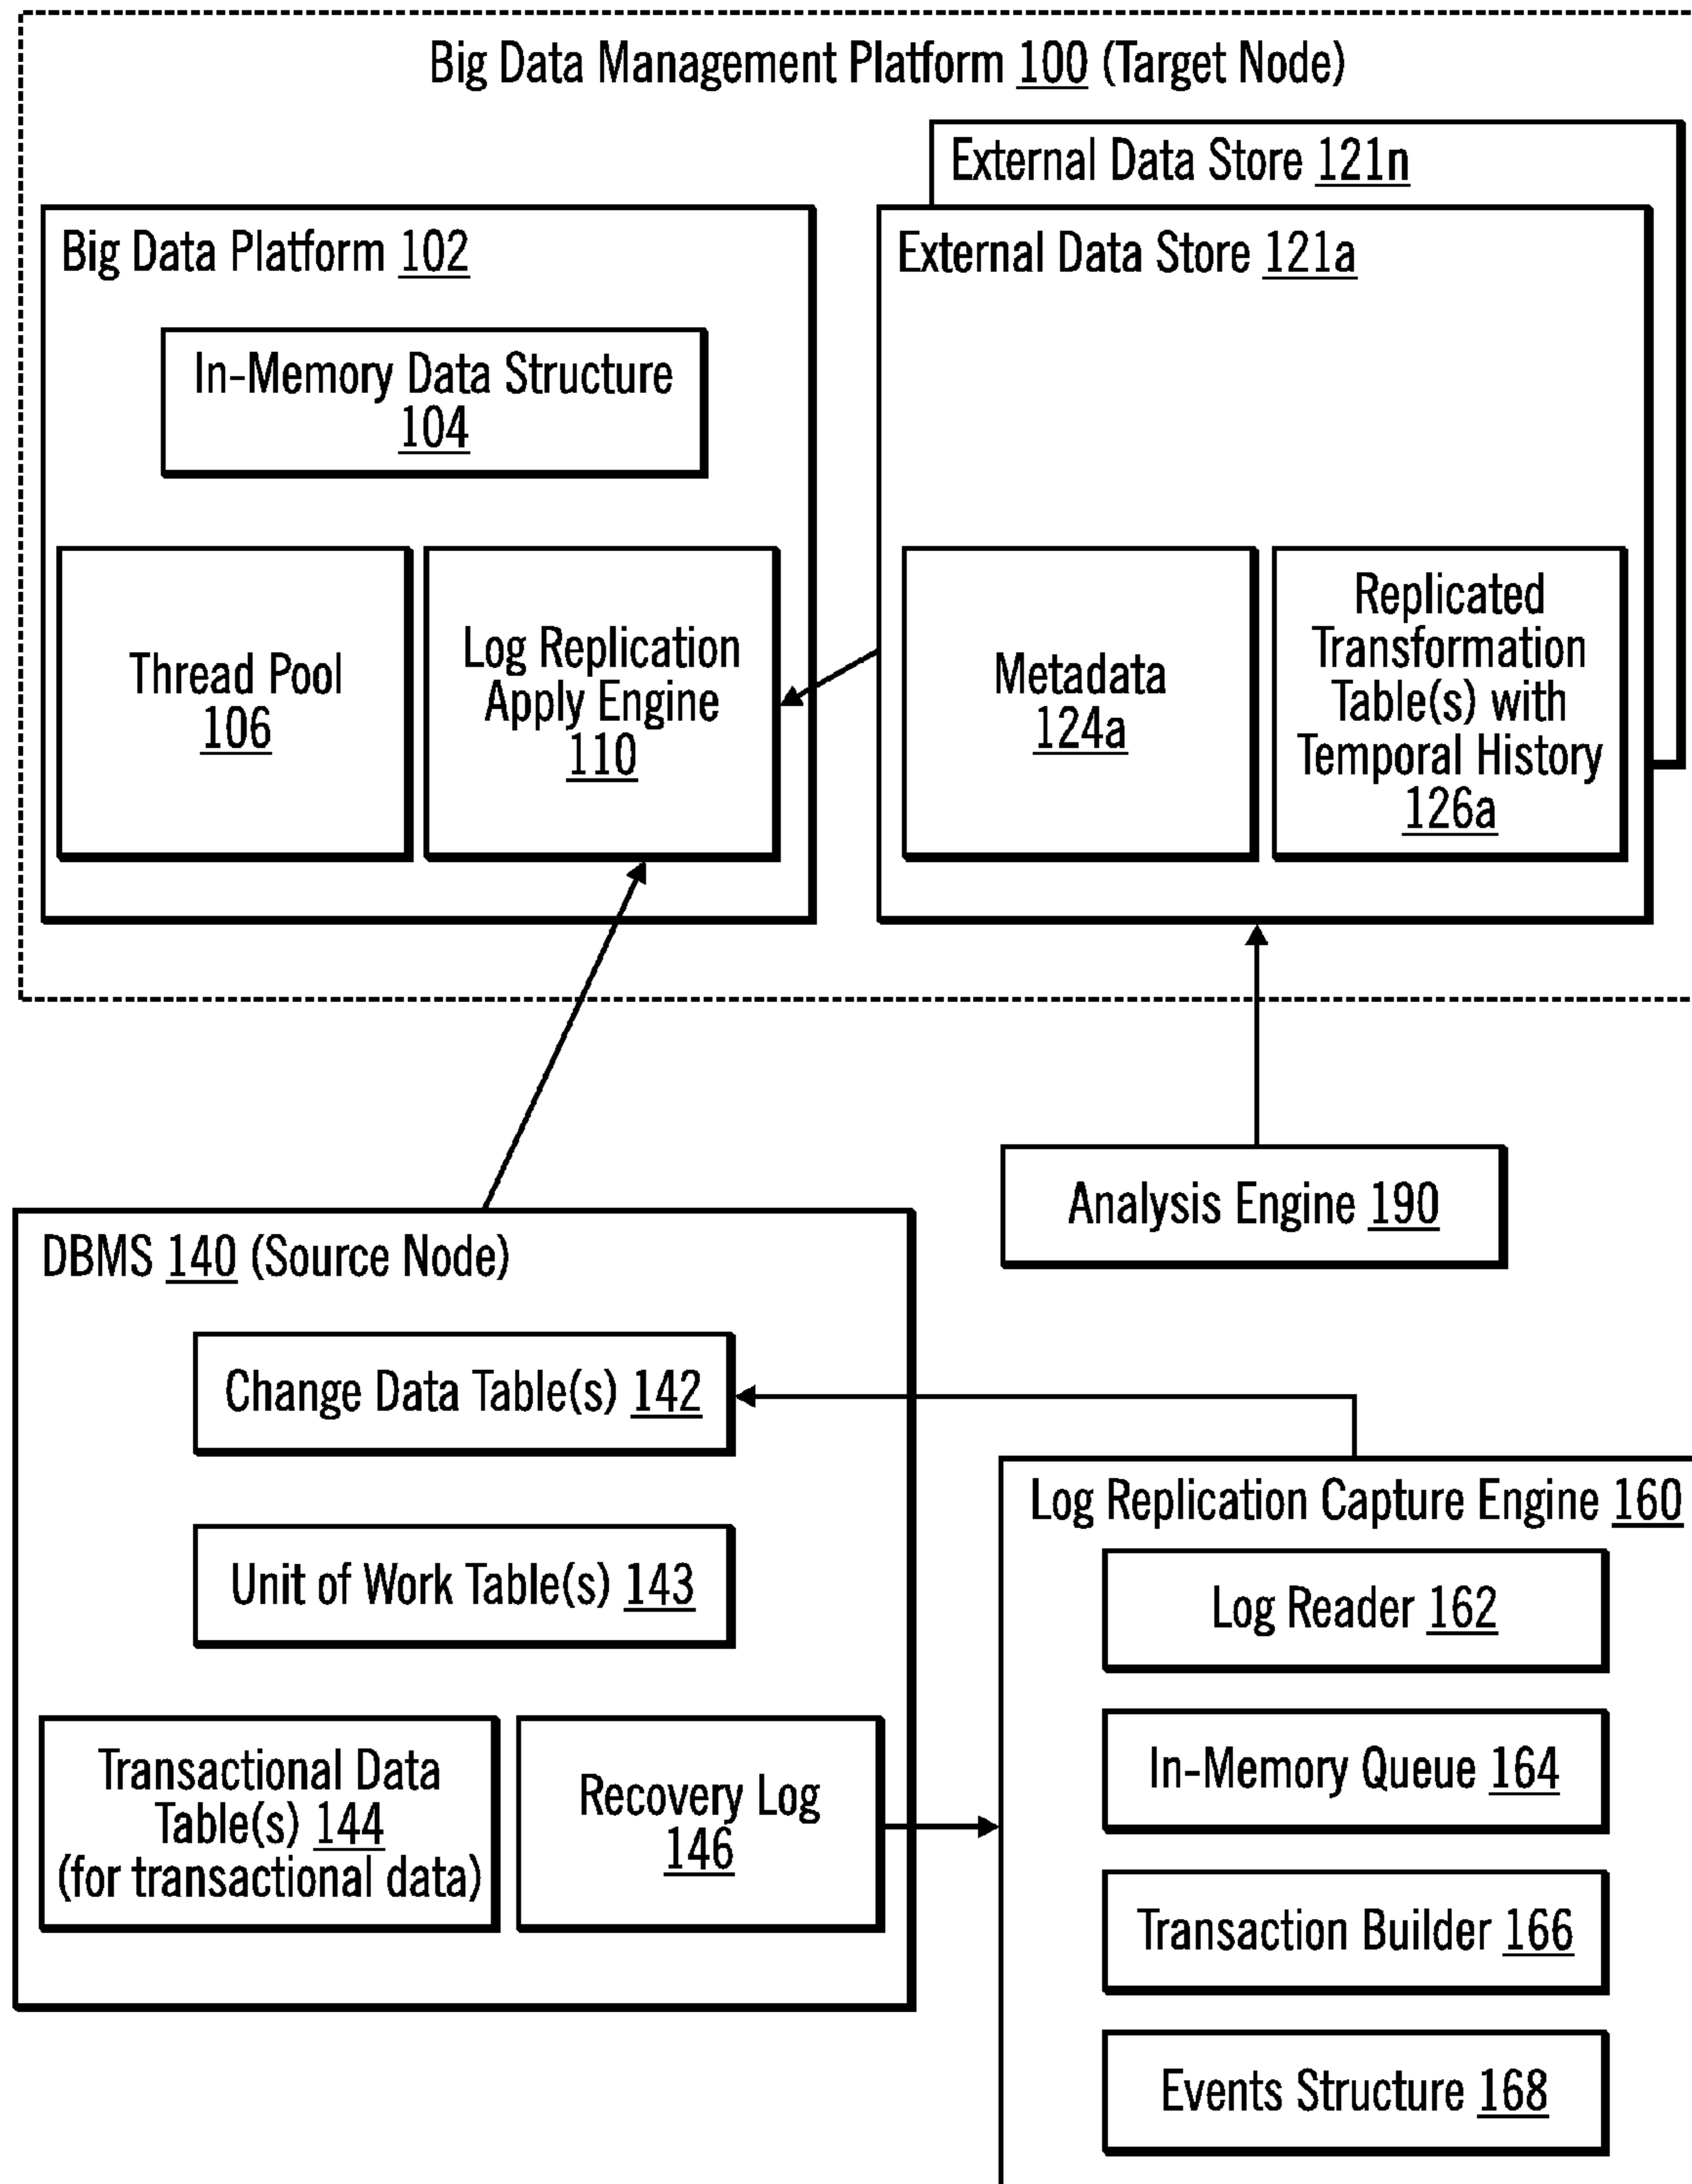 Big Data Management Platform 100 (Target Node)
External Data Store 121n
Big Data Platform 102
External Data Store 121a
In-Memory Data Structure
104
Thread Pool
106
Log Replication
Apply Engine
110
Metadata
124a
Replicated
Transformation
Table(s) with
Temporal History
126a
Analysis Engine 190
DBMS 140 (Source Node)
Change Data Table(s) 142
Unit of Work Table(s) 143
Transactional Data
Table(s) 144
(for transactional data)
Recovery Log
146
Log Replication Capture Engine 160
Log Reader 162
In-Memory Queue 164
Transaction Builder 166
Events Structure 168